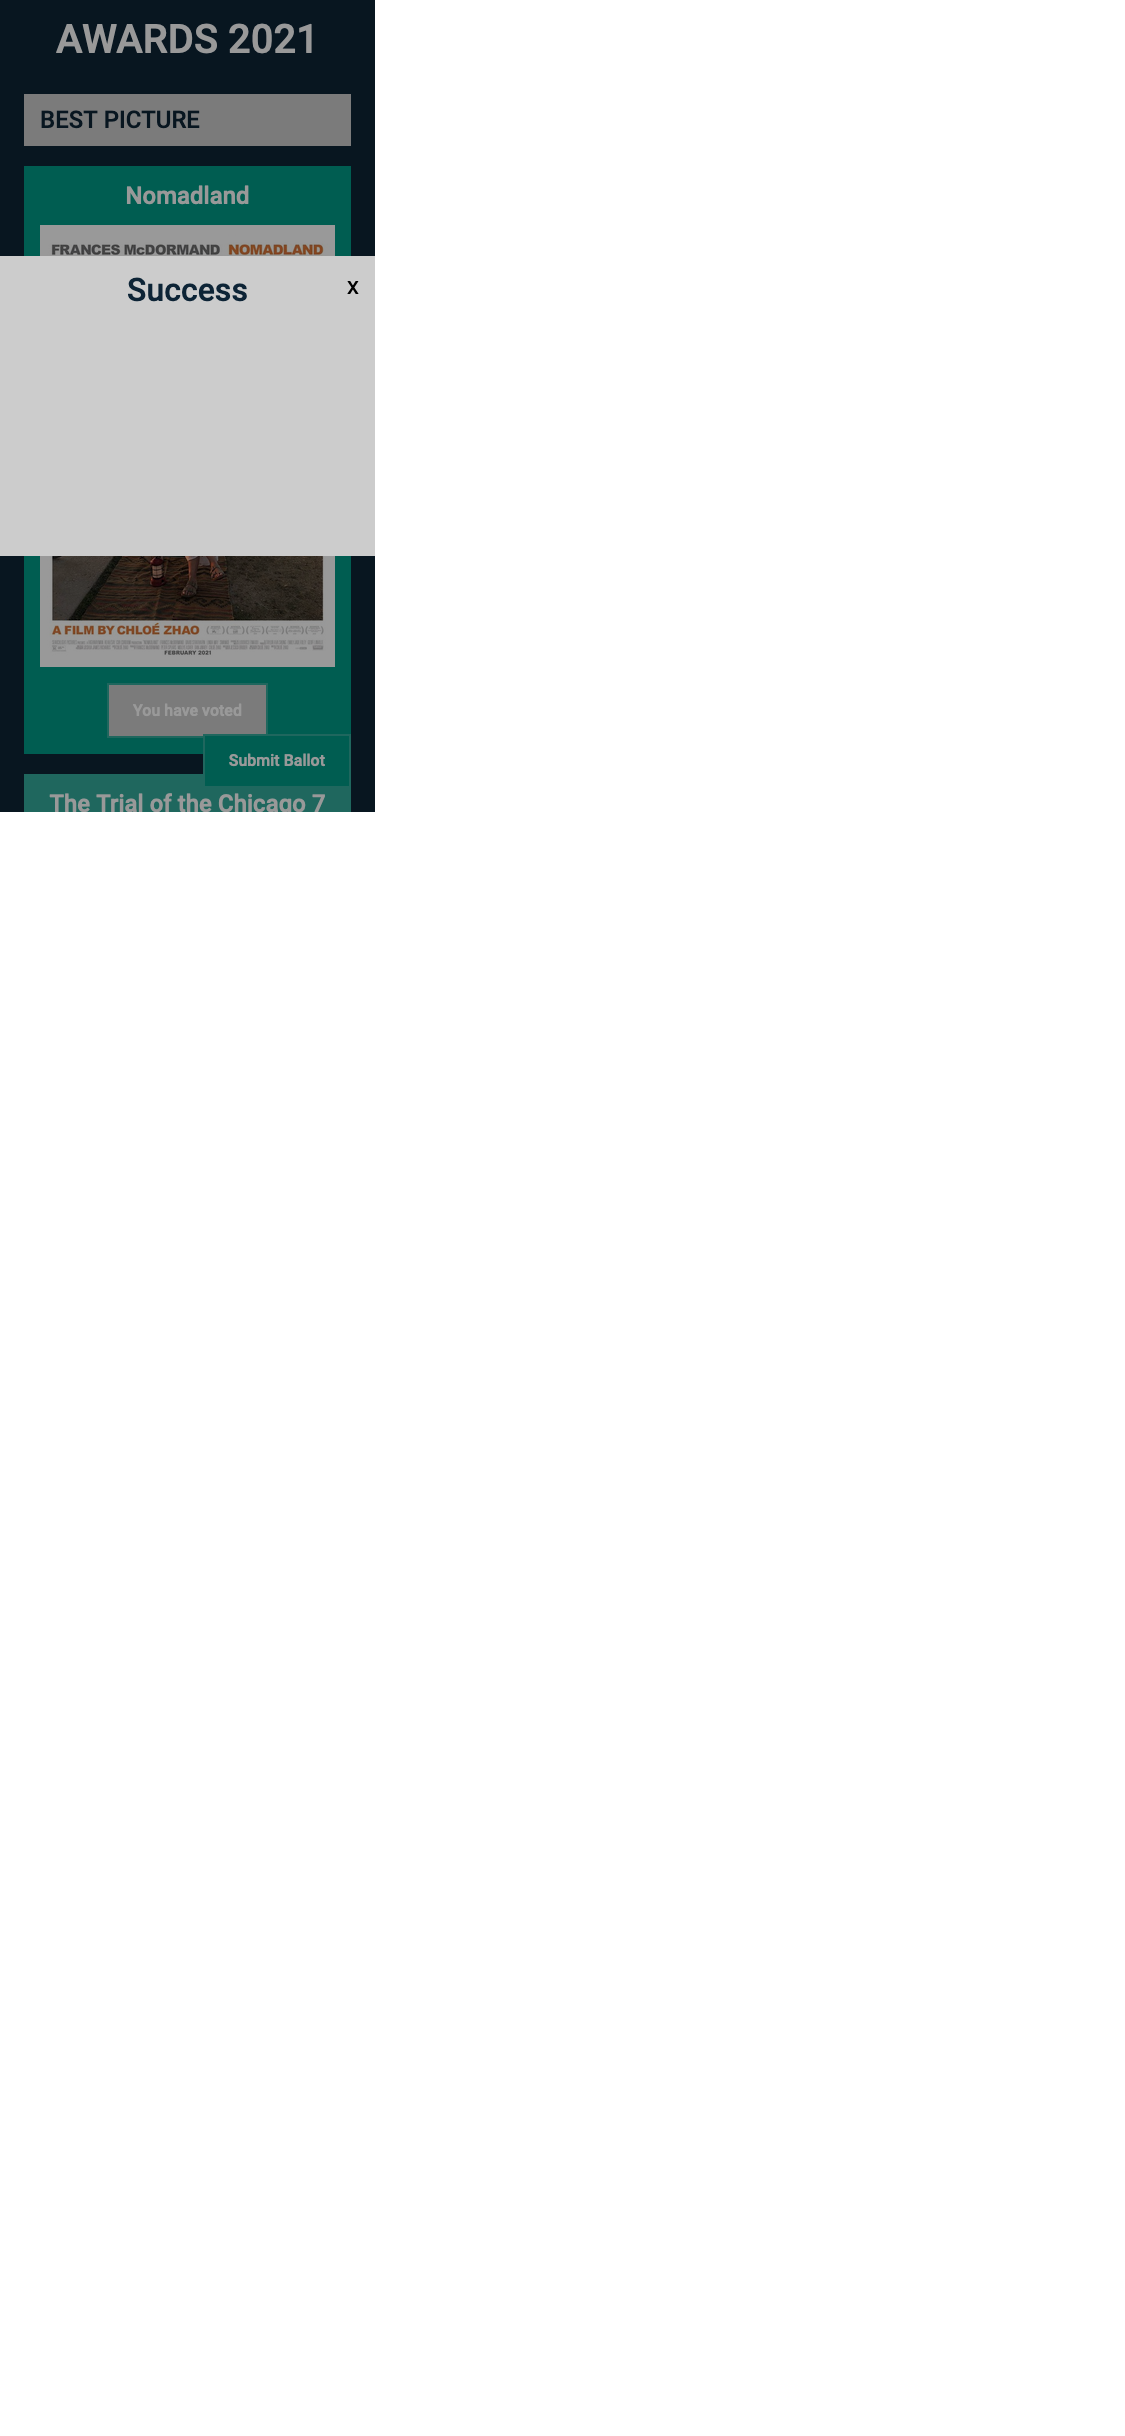 AWARDS 2021
BEST PICTURE
Nomadland
FRANCES McDORMAND NOMADLAND
Success
X
A FILM BY CHLOÉ ZHAO
FEBRUARY 2021
You have voted
Submit Ballot
The Trial of the Chicago 7